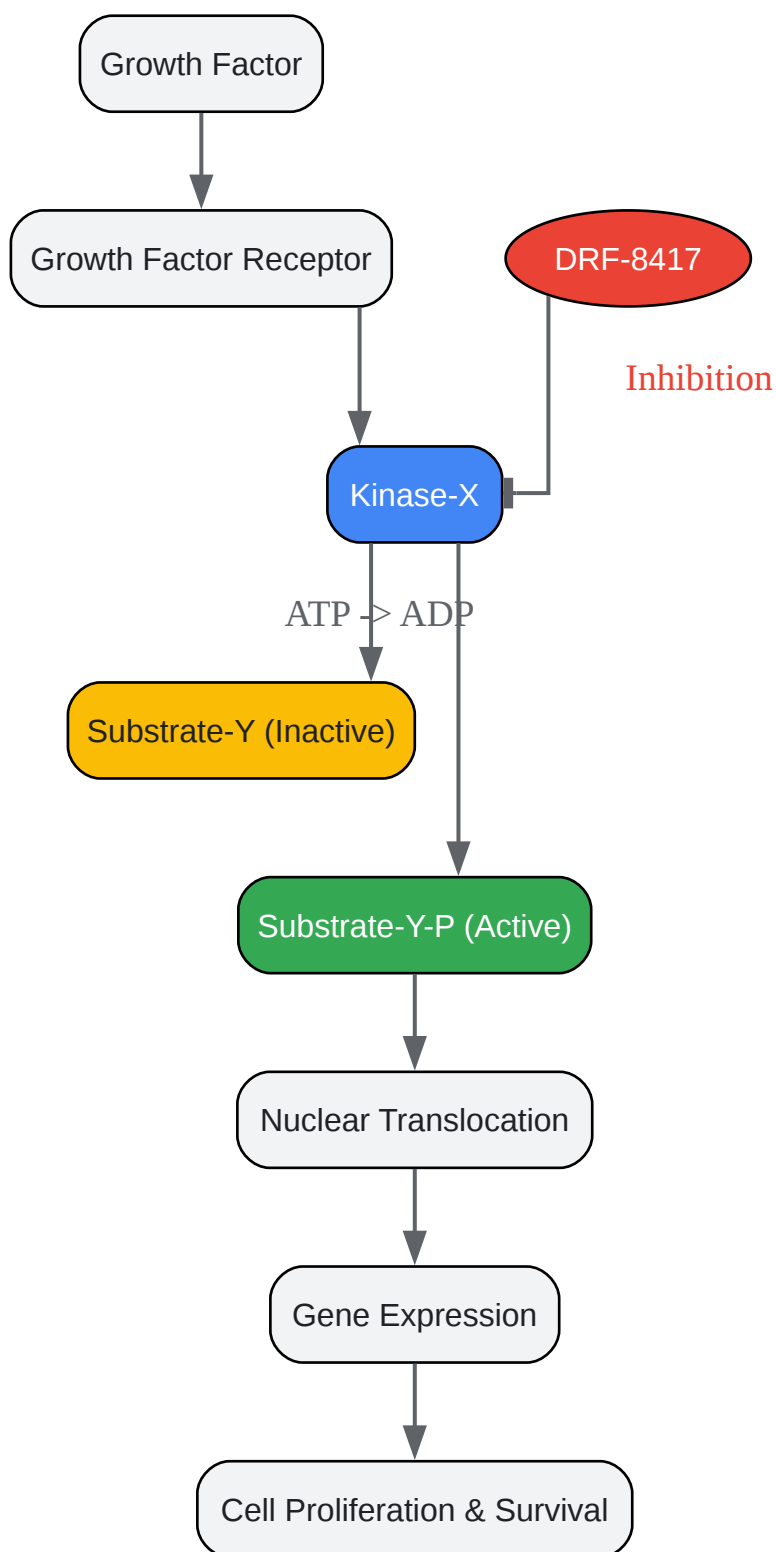 Growth Factor
Growth Factor Receptor
DRF-8417
Inhibition
Kinase-X
ATP -> ADP
Substrate-Y (Inactive)
Substrate-Y-P (Active)
Nuclear Translocation
Gene Expression
Cell Proliferation & Survival